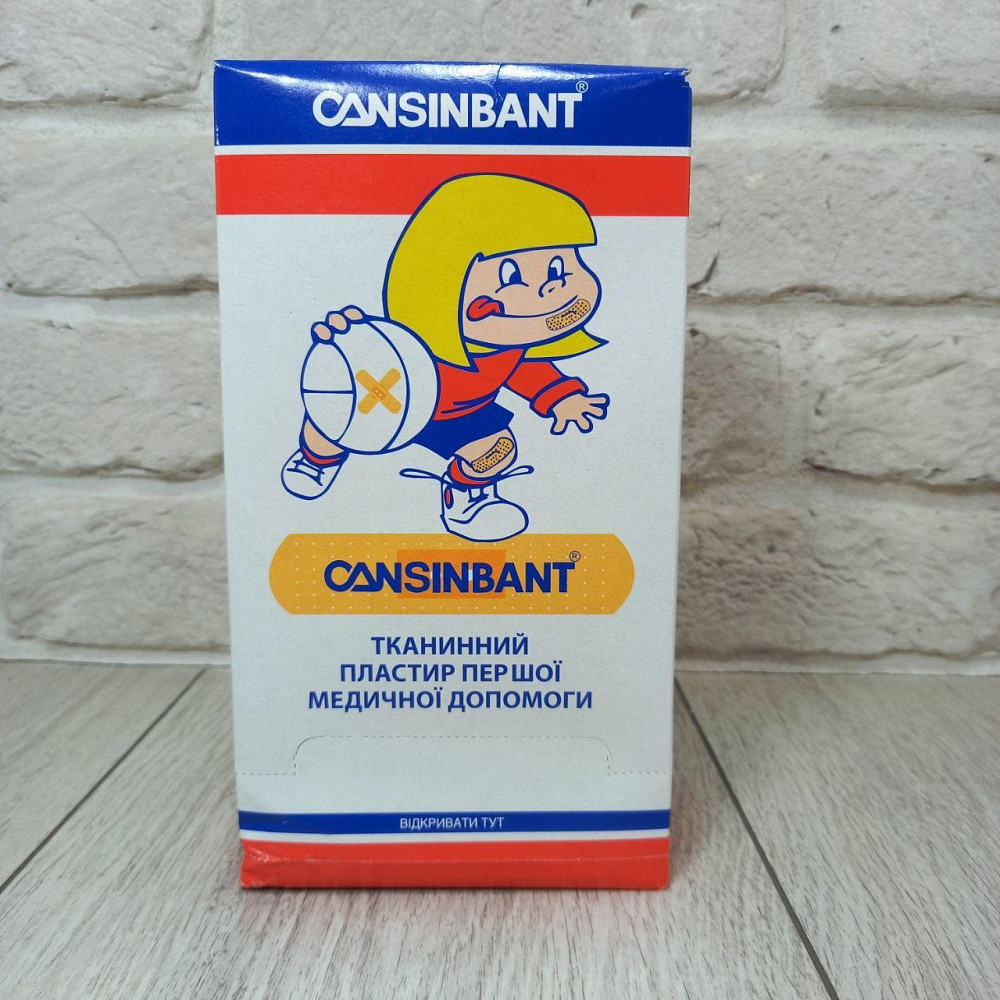 CANSINBANT®
CANSINBANT®
ТКАНИННИЙ
ПЛАСТИР ПЕРШОЇ
МЕДИЧНОЇ ДОПОМОГИ
ВІДКРИВАТИ ТУТ